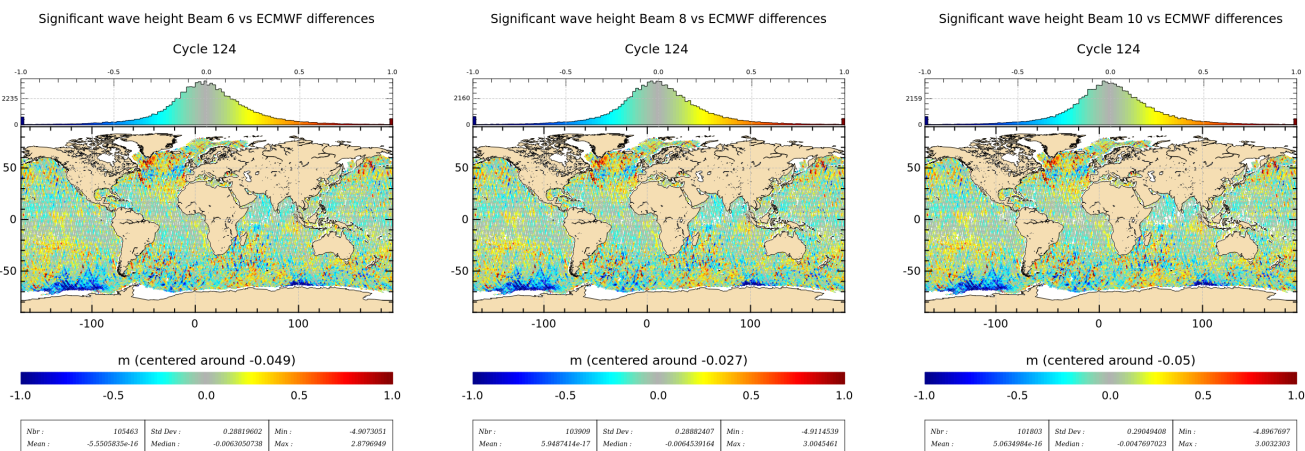 Significant wave height Beam 6 vs ECMWF differences
Cycle 124
-1.0 -0.5 0.0 0.5 1.0
2235
0
50
0
-50
-100 0 100
m (centered around -0.049)
-1.0 -0.5 0.0 0.5 1.0
Nbr : 105463 Std Dev : 0.28819602 Min : -4.9073051
Mean : -5.5505835e-16 Median : -0.0063050738 Max : 2.8796949
Significant wave height Beam 8 vs ECMWF differences
Cycle 124
-1.0 -0.5 0.0 0.5 1.0
2160
0
50
0
-50
-100 0 100
m (centered around -0.027)
-1.0 -0.5 0.0 0.5 1.0
Nbr : 103909 Std Dev : 0.28882407 Min : -4.9114539
Mean : 5.9487414e-17 Median : -0.0064539164 Max : 3.0045461
Significant wave height Beam 10 vs ECMWF differences
Cycle 124
-1.0 -0.5 0.0 0.5 1.0
2159
0
50
0
-50
-100 0 100
m (centered around -0.05)
-1.0 -0.5 0.0 0.5 1.0
Nbr : 101803 Std Dev : 0.29049408 Min : -4.8967697
Mean : 5.0634984e-16 Median : -0.0047697023 Max : 3.0032303